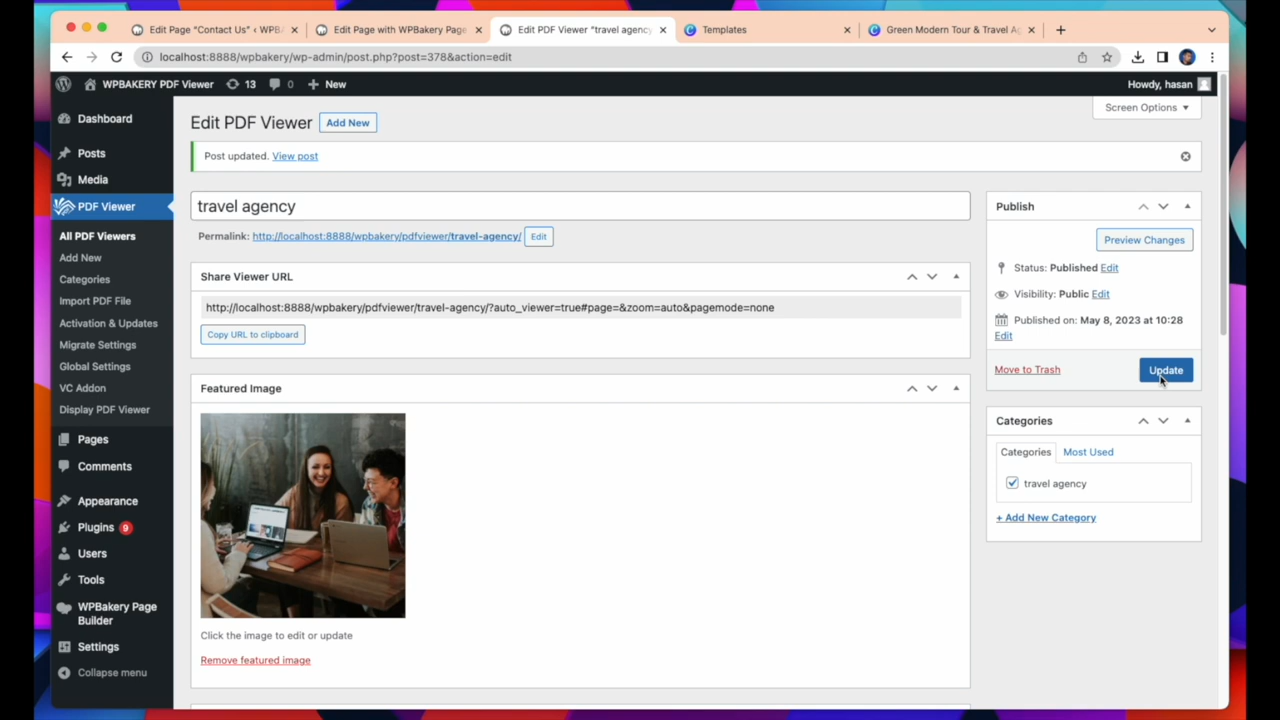 Edit Page "Contact Us" ‹ WPBA
Edit Page with WPBakery Page
Edit PDF Viewer "travel agency
Templates
Green Modern Tour & Travel Ag
localhost:8888/wpbakery/wp-admin/post.php?post=378&action=edit
WPBAKERY PDF Viewer
13
0
New
Howdy, hasan
Screen Options
Dashboard
Posts
Media
PDF Viewer
All PDF Viewers
Add New
Categories
Import PDF File
Activation & Updates
Migrate Settings
Global Settings
VC Addon
Display PDF Viewer
Pages
Comments
Appearance
Plugins 9
Users
Tools
WPBakery Page
Builder
Settings
Collapse menu
Edit PDF Viewer
Add New
Post updated. View post
travel agency
Permalink: http://localhost:8888/wpbakery/pdfviewer/travel-agency/ Edit
Share Viewer URL
http://localhost:8888/wpbakery/pdfviewer/travel-agency/?auto_viewer=true#page=&zoom=auto&pagemode=none
Copy URL to clipboard
Featured Image
Click the image to edit or update
Remove featured image
Publish
Preview Changes
Status: Published Edit
Visibility: Public Edit
Published on: May 8, 2023 at 10:28
Edit
Move to Trash
Update
Categories
Categories
Most Used
travel agency
+ Add New Category